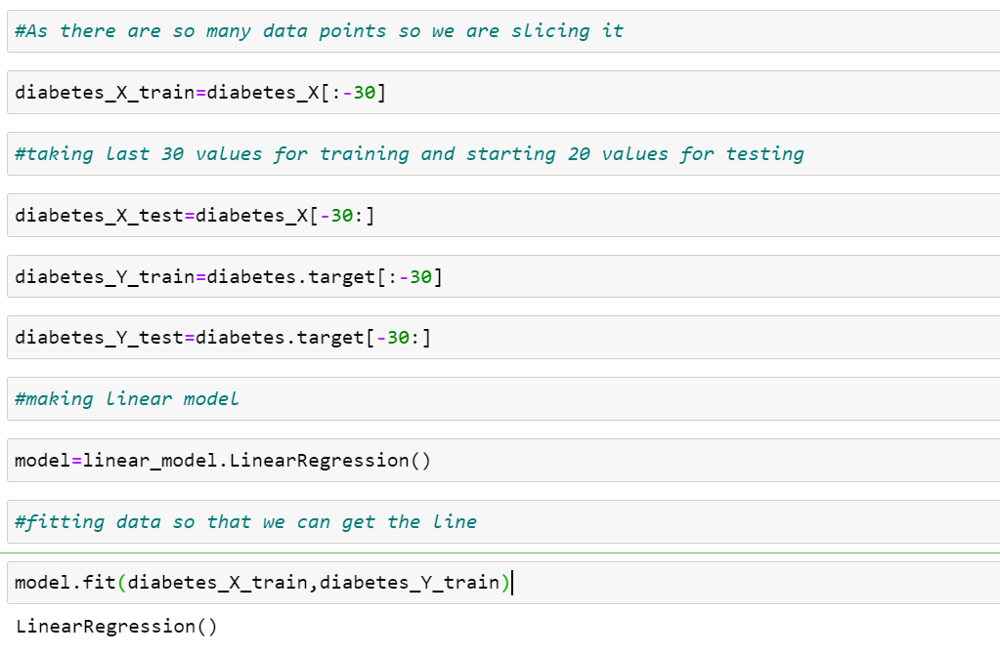 #As there are so many data points so we are slicing it
diabetes_X_train=diabetes_X[:-30]
#taking last 30 values for training and starting 20 values for testing
diabetes_X_test=diabetes_X[-30:]
diabetes_Y_train=diabetes.target[:-30]
diabetes_Y_test=diabetes.target[-30:]
#making linear model
model=linear_model.LinearRegression()
#fitting data so that we can get the line
model.fit(diabetes_X_train,diabetes_Y_train)
LinearRegression()